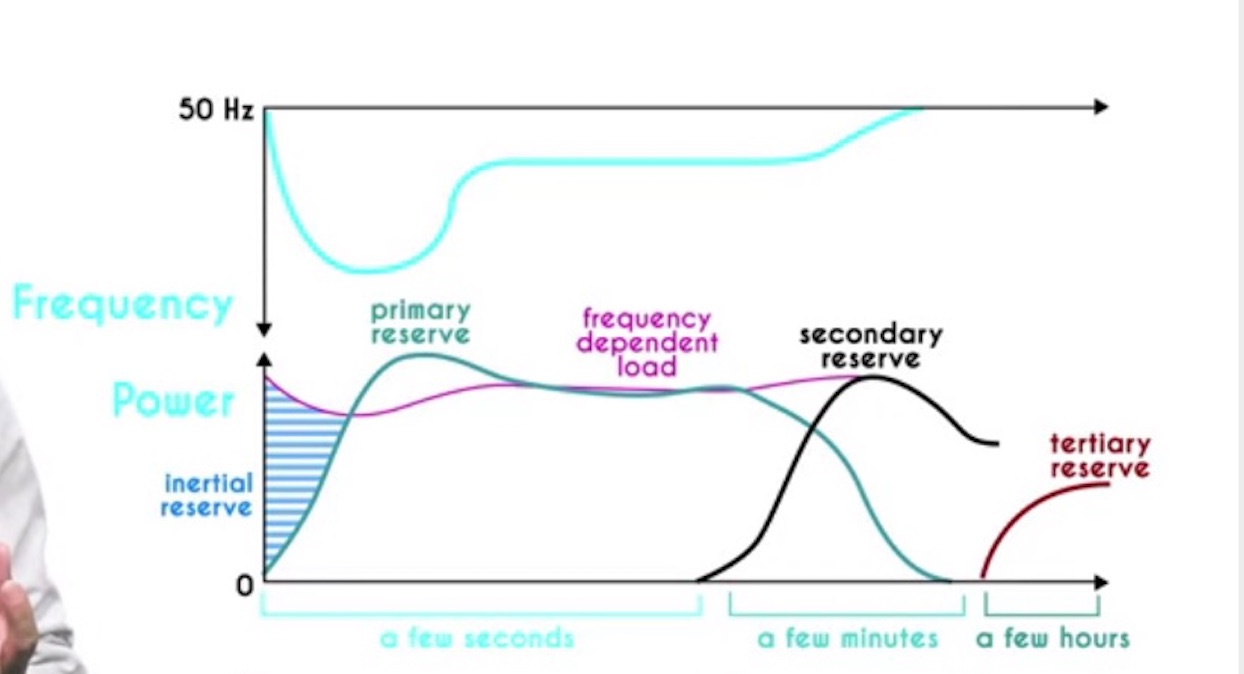 50 Hz
Frequency
primary
reserve
frequency
dependent
load
secondary
reserve
Power
tertiary
reserve
inertial
reserve
0
a few seconds
a few minutes
a few hours